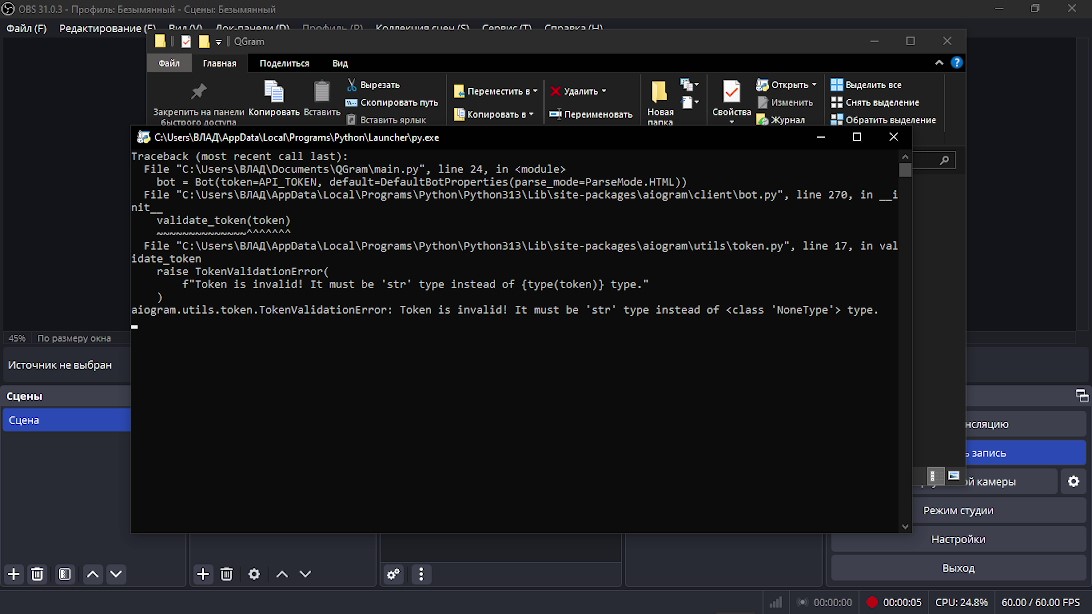 OBS 31.0.3 - Профиль: Безымянный - Сцены: Безымянный
Файл (F) Редактирование (E) Вид(V) Док-панели(D) Профиль (P) Коллекция сцен(S) Сервис (T) Справка (H)
QGram
Файл Главная Поделиться Вид
Закрепить на панели быстрого доступа
Копировать
Вставить
Вырезать
Скопировать путь
Вставить ярлык
Переместить в
Копировать в
Удалить
Переименовать
Новая папка
Свойства
Открыть
Изменить
Журнал
Выделить все
Снять выделение
Обратить выделение
C:\Users\ВЛАД\AppData\Local\Programs\Python\Launcher\py.exe
Traceback (most recent call last):
File "C:\Users\ВЛАД\Documents\QGram\main.py", line 24, in <module>
bot = Bot(token=API_TOKEN, default=DefaultBotProperties(parse_mode=ParseMode.HTML))
File "C:\Users\ВЛАД\AppData\Local\Programs\Python\Python313\Lib\site-packages\aiogram\client\bot.py", line 270, in __i
nit__
validate_token(token)
~~~~~~~~~~~~~~^^^^^^^
File "C:\Users\ВЛАД\AppData\Local\Programs\Python\Python313\Lib\site-packages\aiogram\utils\token.py", line 17, in val
idate_token
raise TokenValidationError(
f"Token is invalid! It must be 'str' type instead of {type(token)} type."
)
aiogram.utils.token.TokenValidationError: Token is invalid! It must be 'str' type instead of <class 'NoneType'> type.
45% По размеру окна
Источник не выбран
Сцены
Сцена
нсляцию
ь запись
ой камеры
Режим студии
Настройки
Выход
00:00:00 00:00:05 CPU: 24.8% 60.00 / 60.00 FPS